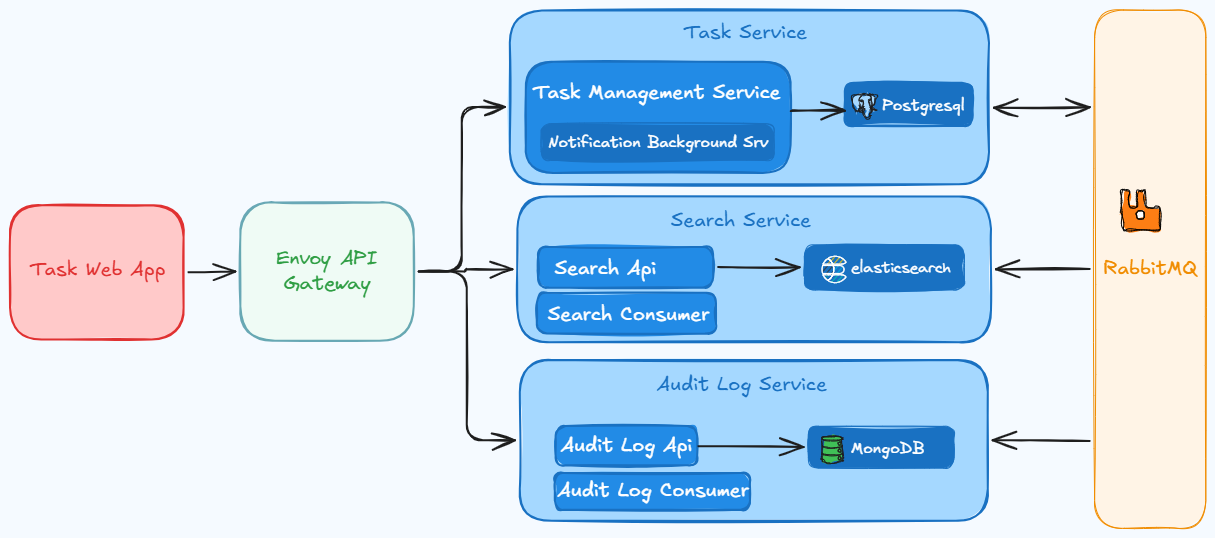 Task Service
Task Management Service
Notification Background Srv
Postgresql
Task Web App
Envoy API
Gateway
Search Service
Search Api
elasticsearch
Search Consumer
Audit Log Service
Audit Log Api
MongoDB
Audit Log Consumer
RabbitMQ